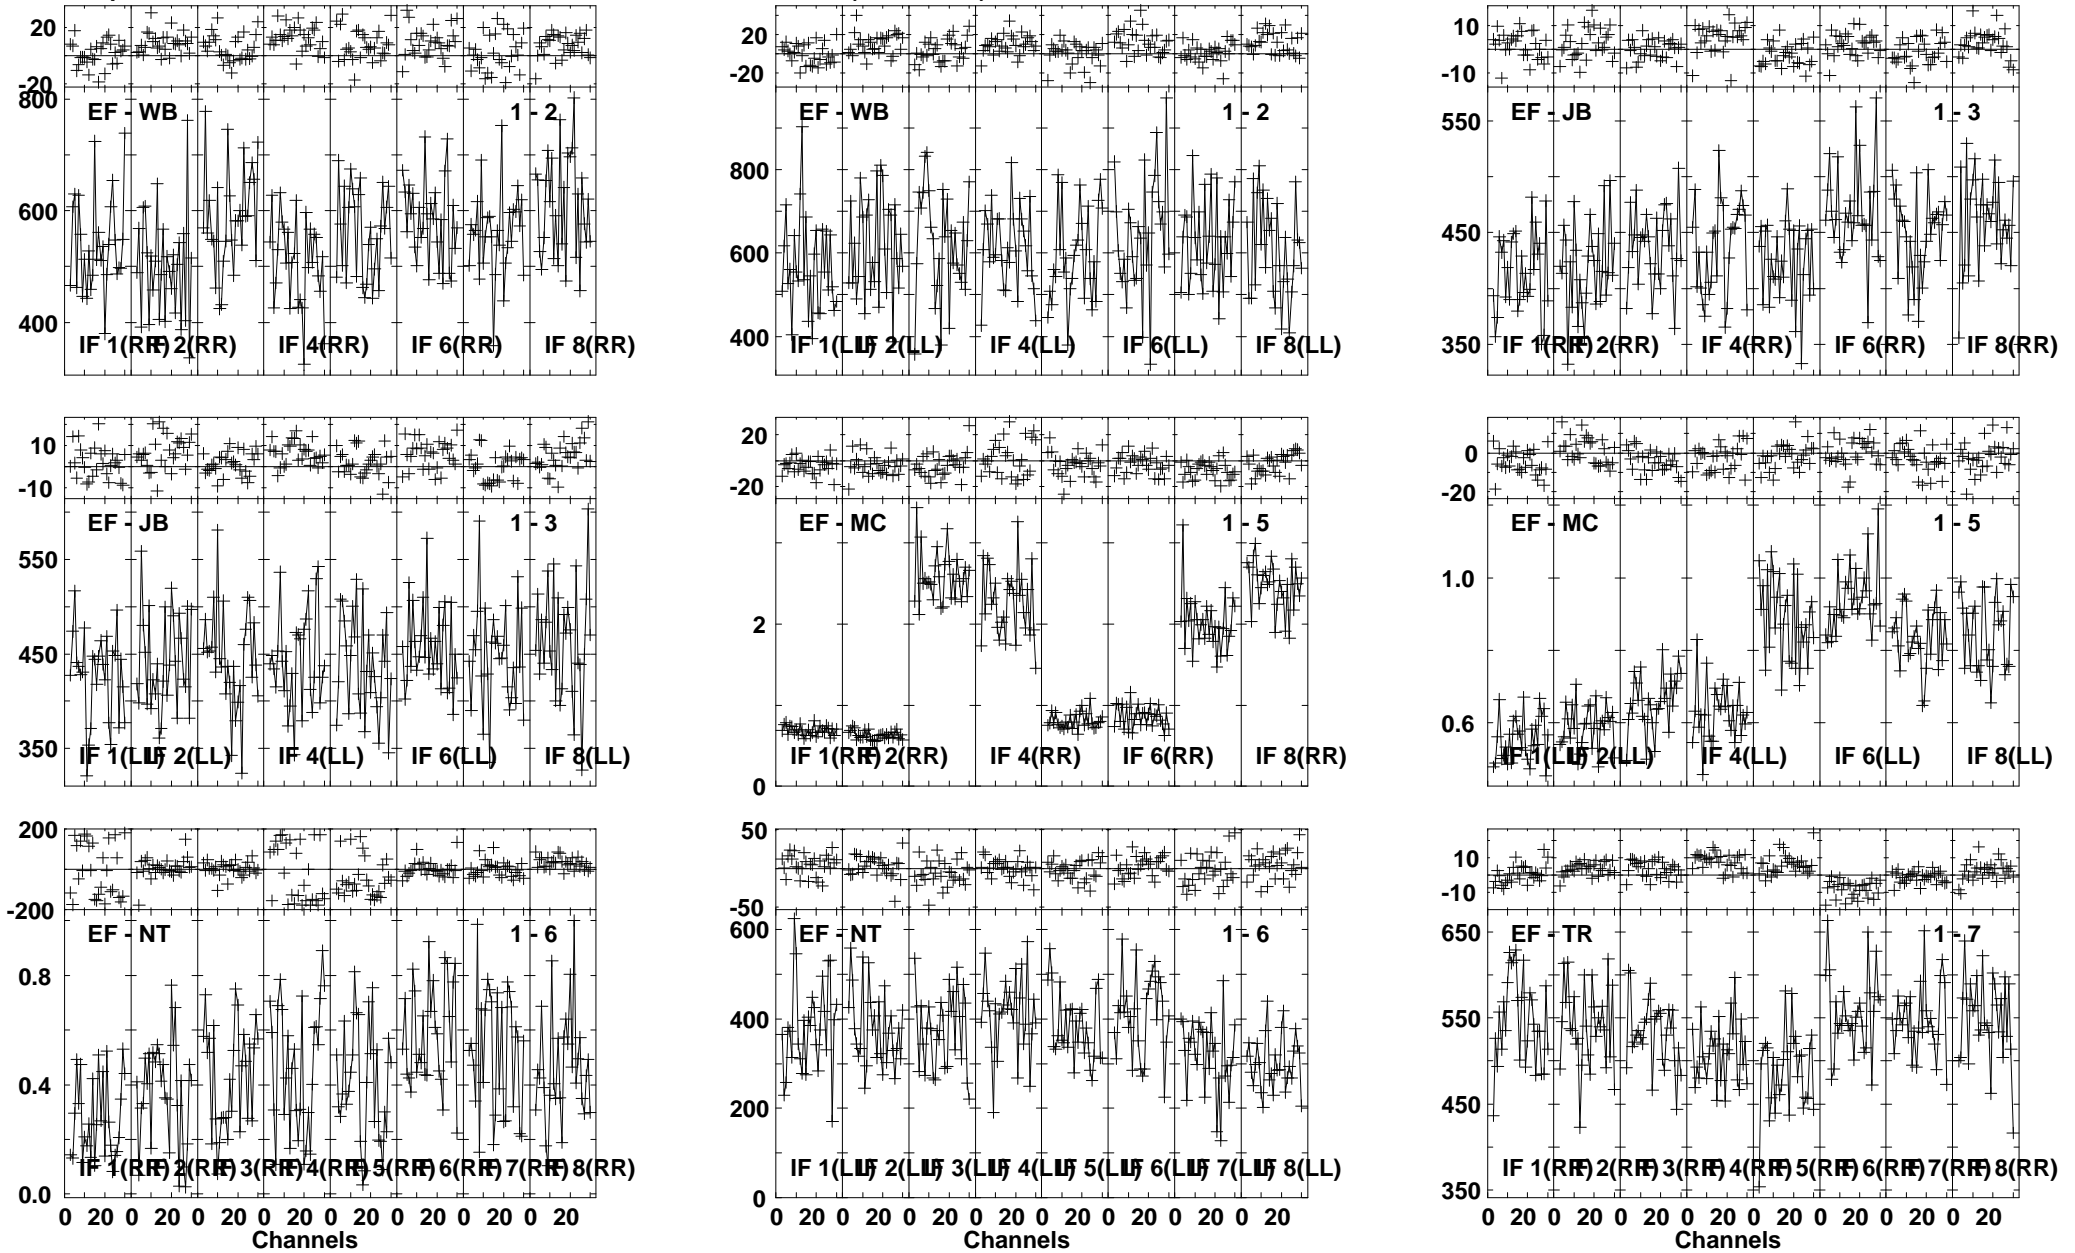 20
-20
800
EF - WB
1 - 2
600
400
IF 1(RR)
IF 2(RR)
IF 4(RR)
IF 6(RR)
IF 8(RR)
20
-20
EF - WB
1 - 2
800
600
400
IF 1(LL)
IF 2(LL)
IF 4(LL)
IF 6(LL)
IF 8(LL)
10
-10
EF - JB
1 - 3
550
450
350
IF 1(RR)
IF 2(RR)
IF 4(RR)
IF 6(RR)
IF 8(RR)
10
-10
EF - JB
1 - 3
550
450
350
IF 1(LL)
IF 2(LL)
IF 4(LL)
IF 6(LL)
IF 8(LL)
20
-20
EF - MC
1 - 5
2
0
IF 1(RR)
IF 2(RR)
IF 4(RR)
IF 6(RR)
IF 8(RR)
0
-20
EF - MC
1 - 5
1.0
0.6
IF 1(LL)
IF 2(LL)
IF 4(LL)
IF 6(LL)
IF 8(LL)
200
-200
EF - NT
1 - 6
0.8
0.4
0.0
IF 1(RR)
IF 2(RR)
IF 3(RR)
IF 4(RR)
IF 5(RR)
IF 6(RR)
IF 7(RR)
IF 8(RR)
0 20 0 20 0 20 0 20 0 20 0 20 0 20 0 20
Channels
50
-50
EF - NT
1 - 6
600
400
200
0
IF 1(LL)
IF 2(LL)
IF 3(LL)
IF 4(LL)
IF 5(LL)
IF 6(LL)
IF 7(LL)
IF 8(LL)
0 20 0 20 0 20 0 20 0 20 0 20 0 20 0 20
10
-10
EF - TR
1 - 7
650
550
450
350
IF 1(RR)
IF 2(RR)
IF 3(RR)
IF 4(RR)
IF 5(RR)
IF 6(RR)
IF 7(RR)
IF 8(RR)
0 20 0 20 0 20 0 20 0 20 0 20 0 20 0 20
Channels